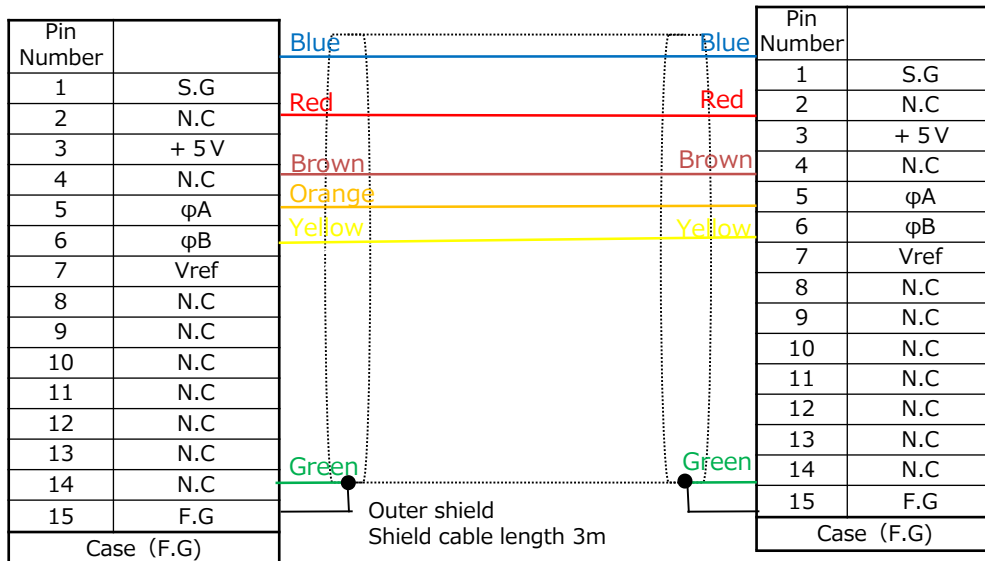 Pin
Number
1 S.G
2 N.C
3 + 5 V
4 N.C
5 φA
6 φB
7 Vref
8 N.C
9 N.C
10 N.C
11 N.C
12 N.C
13 N.C
14 N.C
15 F.G
Case (F.G)
Blue Blue
Red Red
Brown Brown
Orange
Yellow Yellow
Green Green
Outer shield
Shield cable length 3m
Pin
Number
1 S.G
2 N.C
3 + 5 V
4 N.C
5 φA
6 φB
7 Vref
8 N.C
9 N.C
10 N.C
11 N.C
12 N.C
13 N.C
14 N.C
15 F.G
Case (F.G)